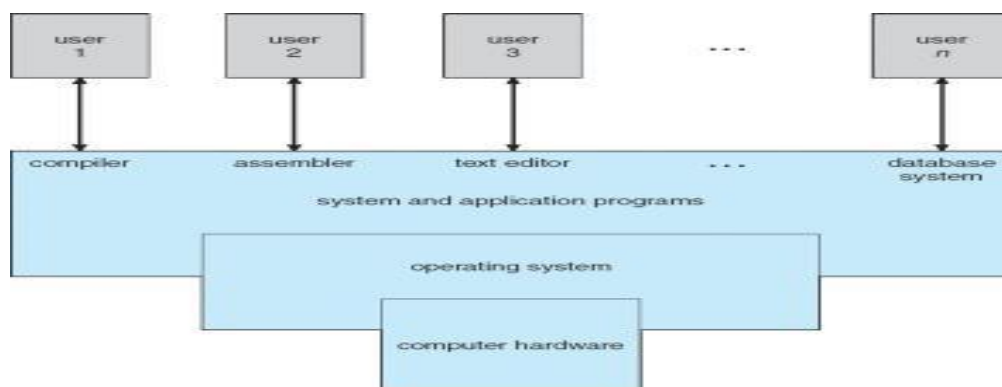 user
1
user
2
user
3
...
user
n
compiler
assembler
text editor
...
database
system
system and application programs
operating system
computer hardware